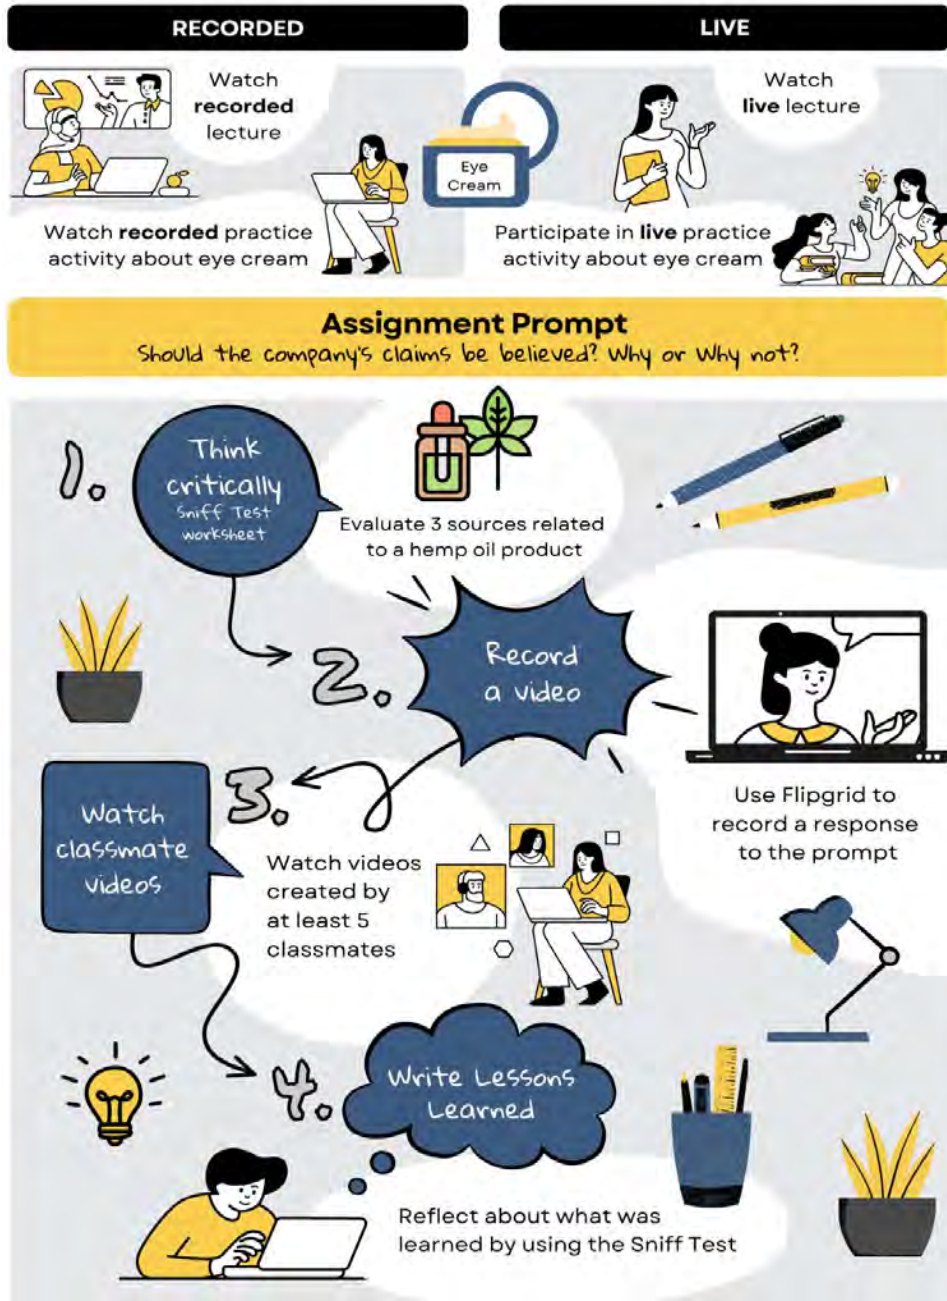 RECORDED
Watch
recorded
lecture
Watch recorded practice
activity about eye cream
Eye
Cream
LIVE
Watch
live lecture
Participate in live practice
activity about eye cream
Assignment Prompt
Should the company's claims be believed? Why or Why not?
1.
Think
critically
Sniff Test
worksheet
Evaluate 3 sources related
to a hemp oil product
2.
Record
a video
Use Flipgrid to
record a response
to the prompt
3.
Watch
classmate
videos
Watch videos
created by
at least 5
classmates
4.
Write Lessons
Learned
Reflect about what was
learned by using the Sniff Test